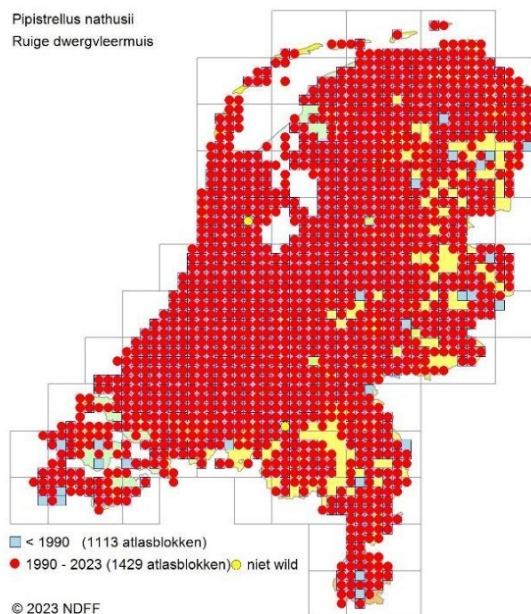 Pipistrellus nathusii
Ruige dwergvleermuis
< 1990 (1113 atlasblokken)
1990 - 2023 (1429 atlasblokken) niet wild
© 2023 NDFF